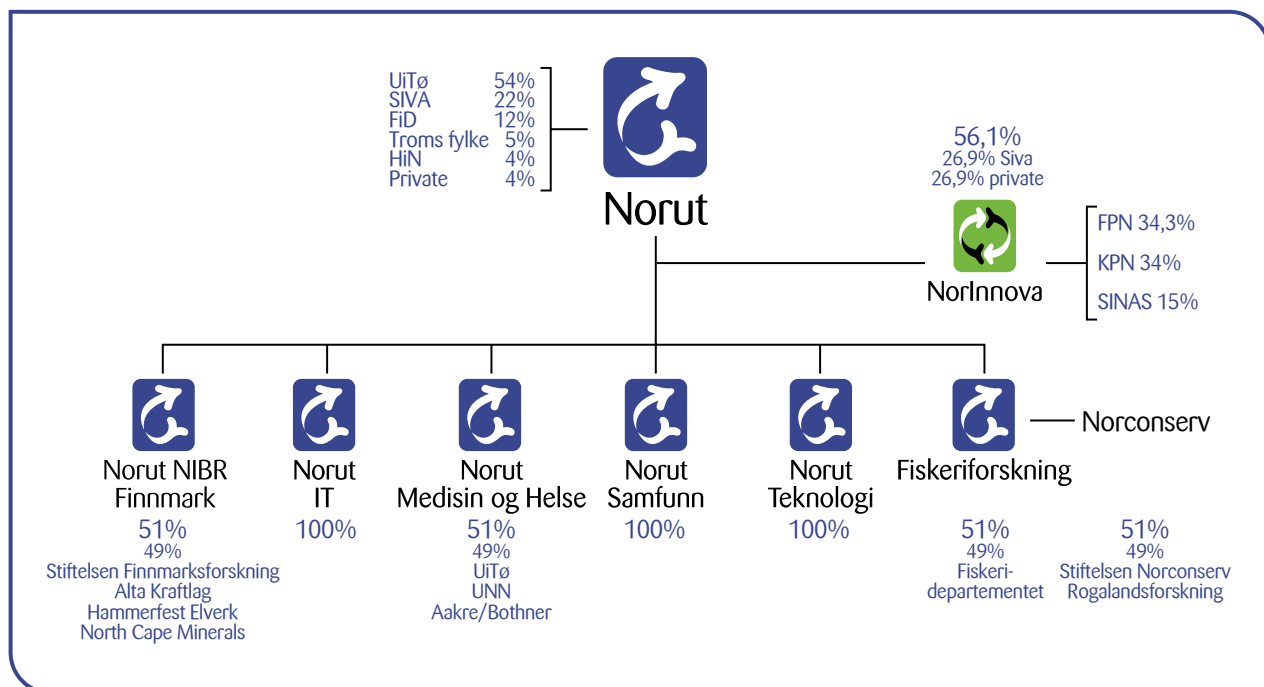 UiTø 54%
SIVA 22%
FiD 12%
Troms fylke 5%
HiN 4%
Private 4%
Norut
56,1%
26,9% Siva
26,9% private
NorInnova
FPN 34,3%
KPN 34%
SINAS 15%
Norut NIBR
Finnmark
51%
49%
Stiftelsen Finnmarksforskning
Alta Kraftlag
Hammerfest Elverk
North Cape Minerals
Norut
IT
100%
Norut
Medisin og Helse
51%
49%
UiTø
UNN
Aakre/Bothner
Norut
Samfunn
100%
Norut
Teknologi
100%
Fiskeriforskning
51%
49%
Fiskeri-
departementet
Norconserv
51%
49%
Stiftelsen Norconserv
Rogalandsforskning